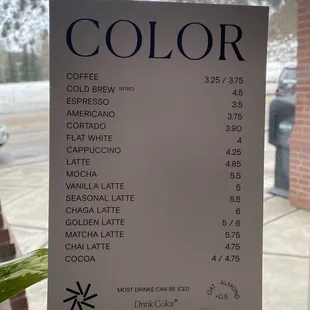 COLOR
COFFEE 3.25 / 3.75
COLD BREW NITRO 4.5
ESPRESSO 3.5
AMERICANO 3.75
CORTADO 3.90
FLAT WHITE 4
CAPPUCCINO 4.25
LATTE 4.85
MOCHA 5.5
VANILLA LATTE 5
SEASONAL LATTE 5.5
CHAGA LATTE 6
GOLDEN LATTE 5 / 6
MATCHA LATTE 5.75
CHAI LATTE 4.75
COCOA 4 / 4.75
MOST DRINKS CAN BE ICED
OAT · ALMOND
+0.5
Drink Color